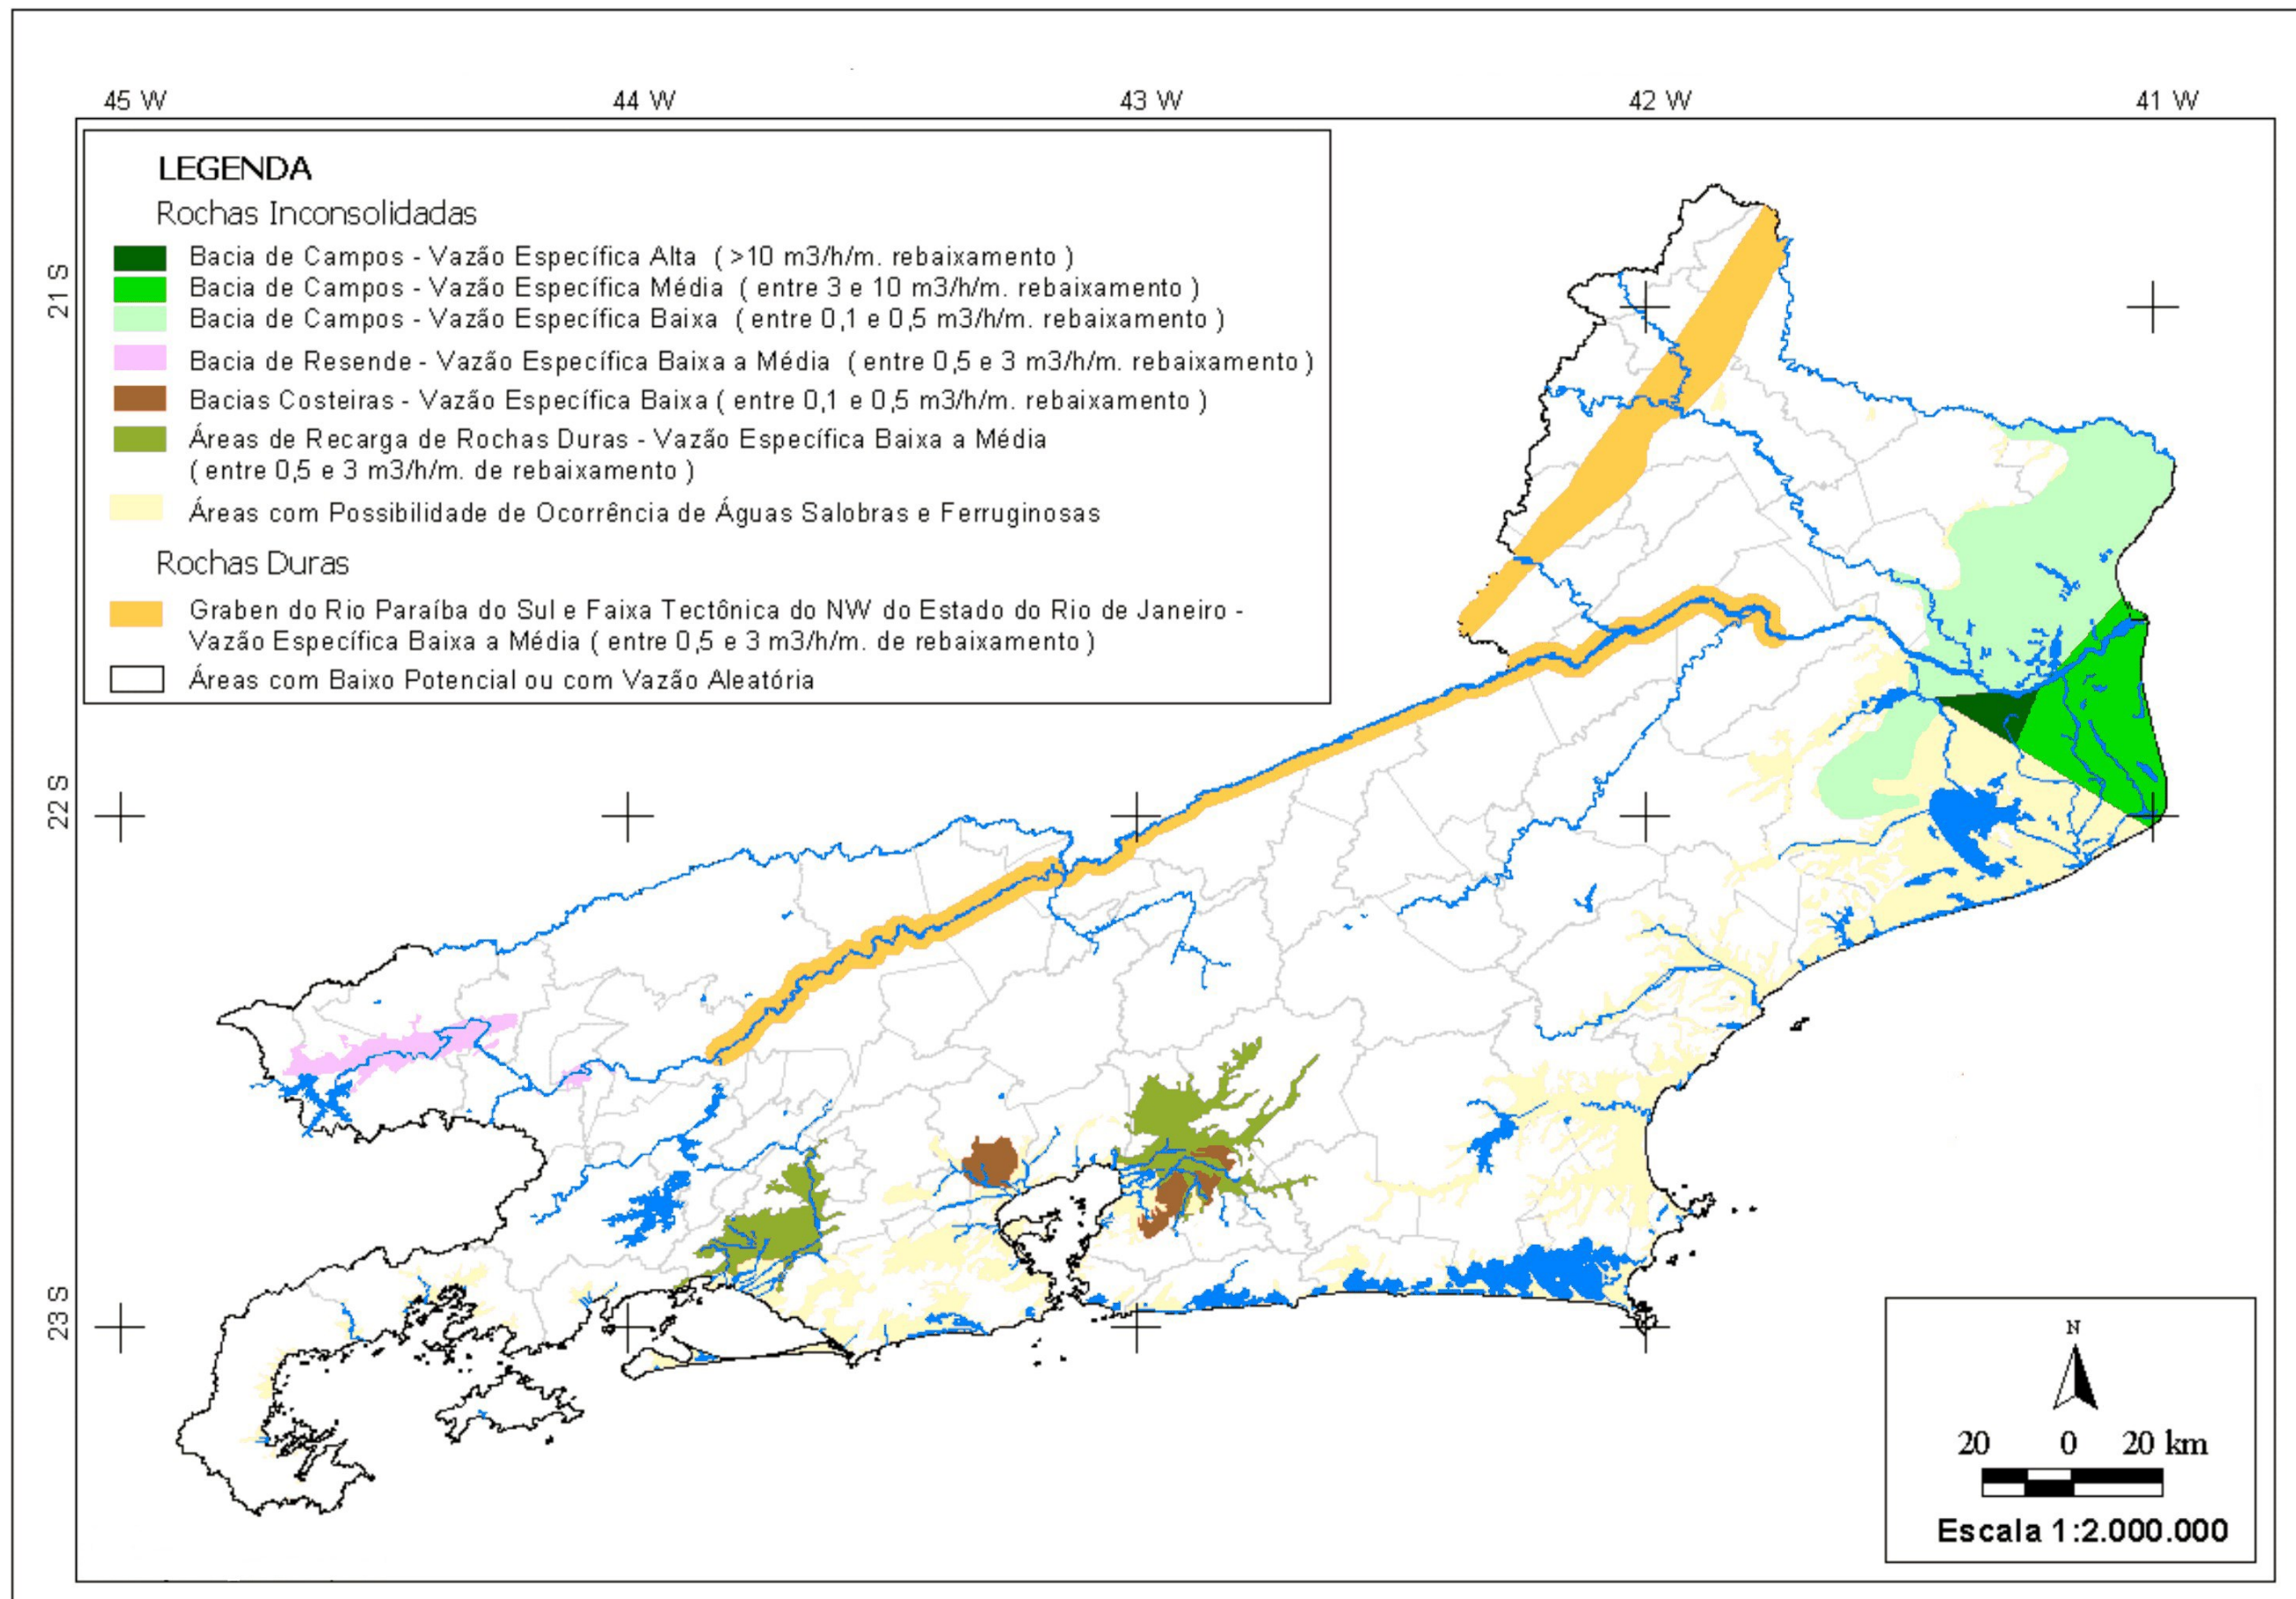 45 W 44 W 43 W 42 W 41 W
LEGENDA
Rochas Inconsolidadas
Bacia de Campos - Vazão Específica Alta ( >10 m3/h/m. rebaixamento )
Bacia de Campos - Vazão Específica Média ( entre 3 e 10 m3/h/m. rebaixamento )
Bacia de Campos - Vazão Específica Baixa ( entre 0,1 e 0,5 m3/h/m. rebaixamento )
Bacia de Resende - Vazão Específica Baixa a Média ( entre 0,5 e 3 m3/h/m. rebaixamento )
Bacias Costeiras - Vazão Específica Baixa ( entre 0,1 e 0,5 m3/h/m. rebaixamento )
Áreas de Recarga de Rochas Duras - Vazão Específica Baixa a Média
( entre 0,5 e 3 m3/h/m. de rebaixamento )
Áreas com Possibilidade de Ocorrência de Águas Salobras e Ferruginosas
Rochas Duras
Graben do Rio Paraíba do Sul e Faixa Tectônica do NW do Estado do Rio de Janeiro -
Vazão Específica Baixa a Média ( entre 0,5 e 3 m3/h/m. de rebaixamento )
Áreas com Baixo Potencial ou com Vazão Aleatória
21 S
22 S
23 S
N
20 0 20 km
Escala 1:2.000.000